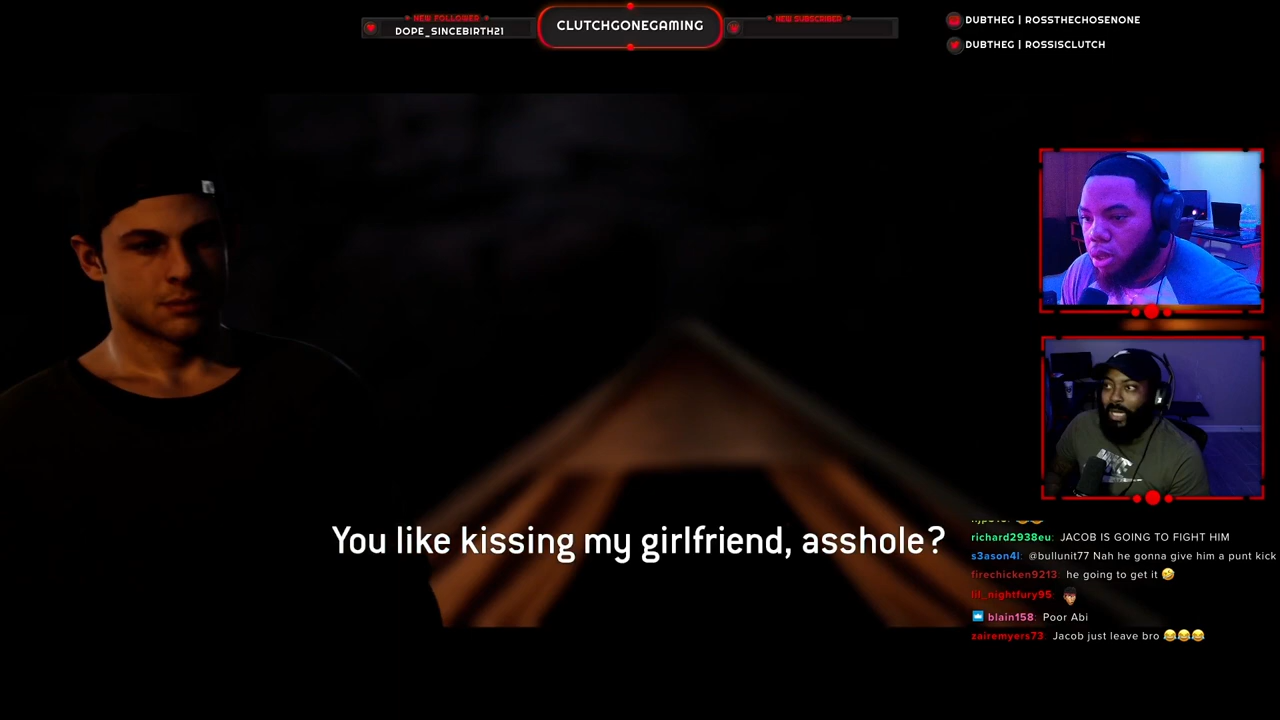 NEW FOLLOWER
DOPE_SINCEBIRTH21
CLUTCHGONEGAMING
NEW SUBSCRIBER
DUBTHEG | ROSSTHECHOSENONE
DUBTHEG | ROSSISCLUTCH
You like kissing my girlfriend, asshole?
richard2938eu: JACOB IS GOING TO FIGHT HIM
s3ason4l: @bullunit77 Nah he gonna give him a punt kick
firechicken9213: he going to get it 🤣
lil_nightfury95:
blain158: Poor Abi
zairemyers73: Jacob just leave bro 😂😂😂